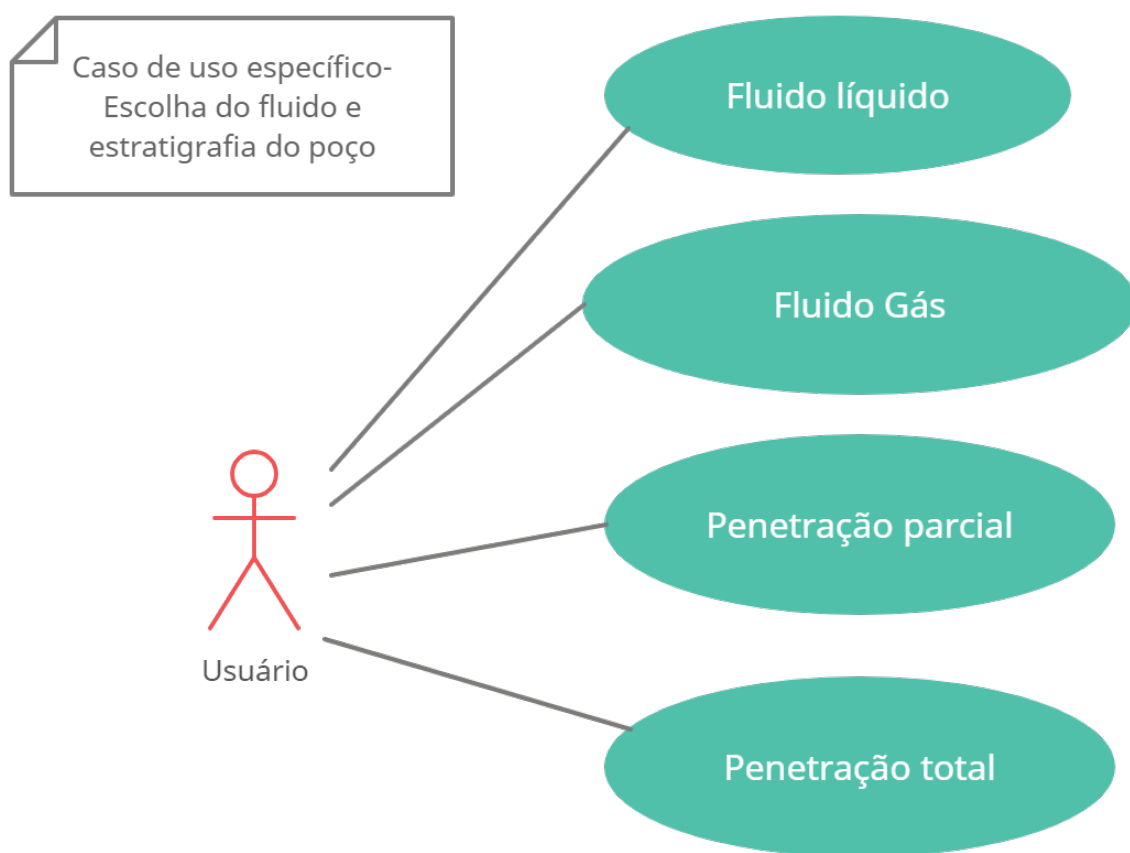 Caso de uso específico-
Escolha do fluido e
estratigrafia do poço
Fluido líquido
Fluido Gás
Penetração parcial
Usuário
Penetração total